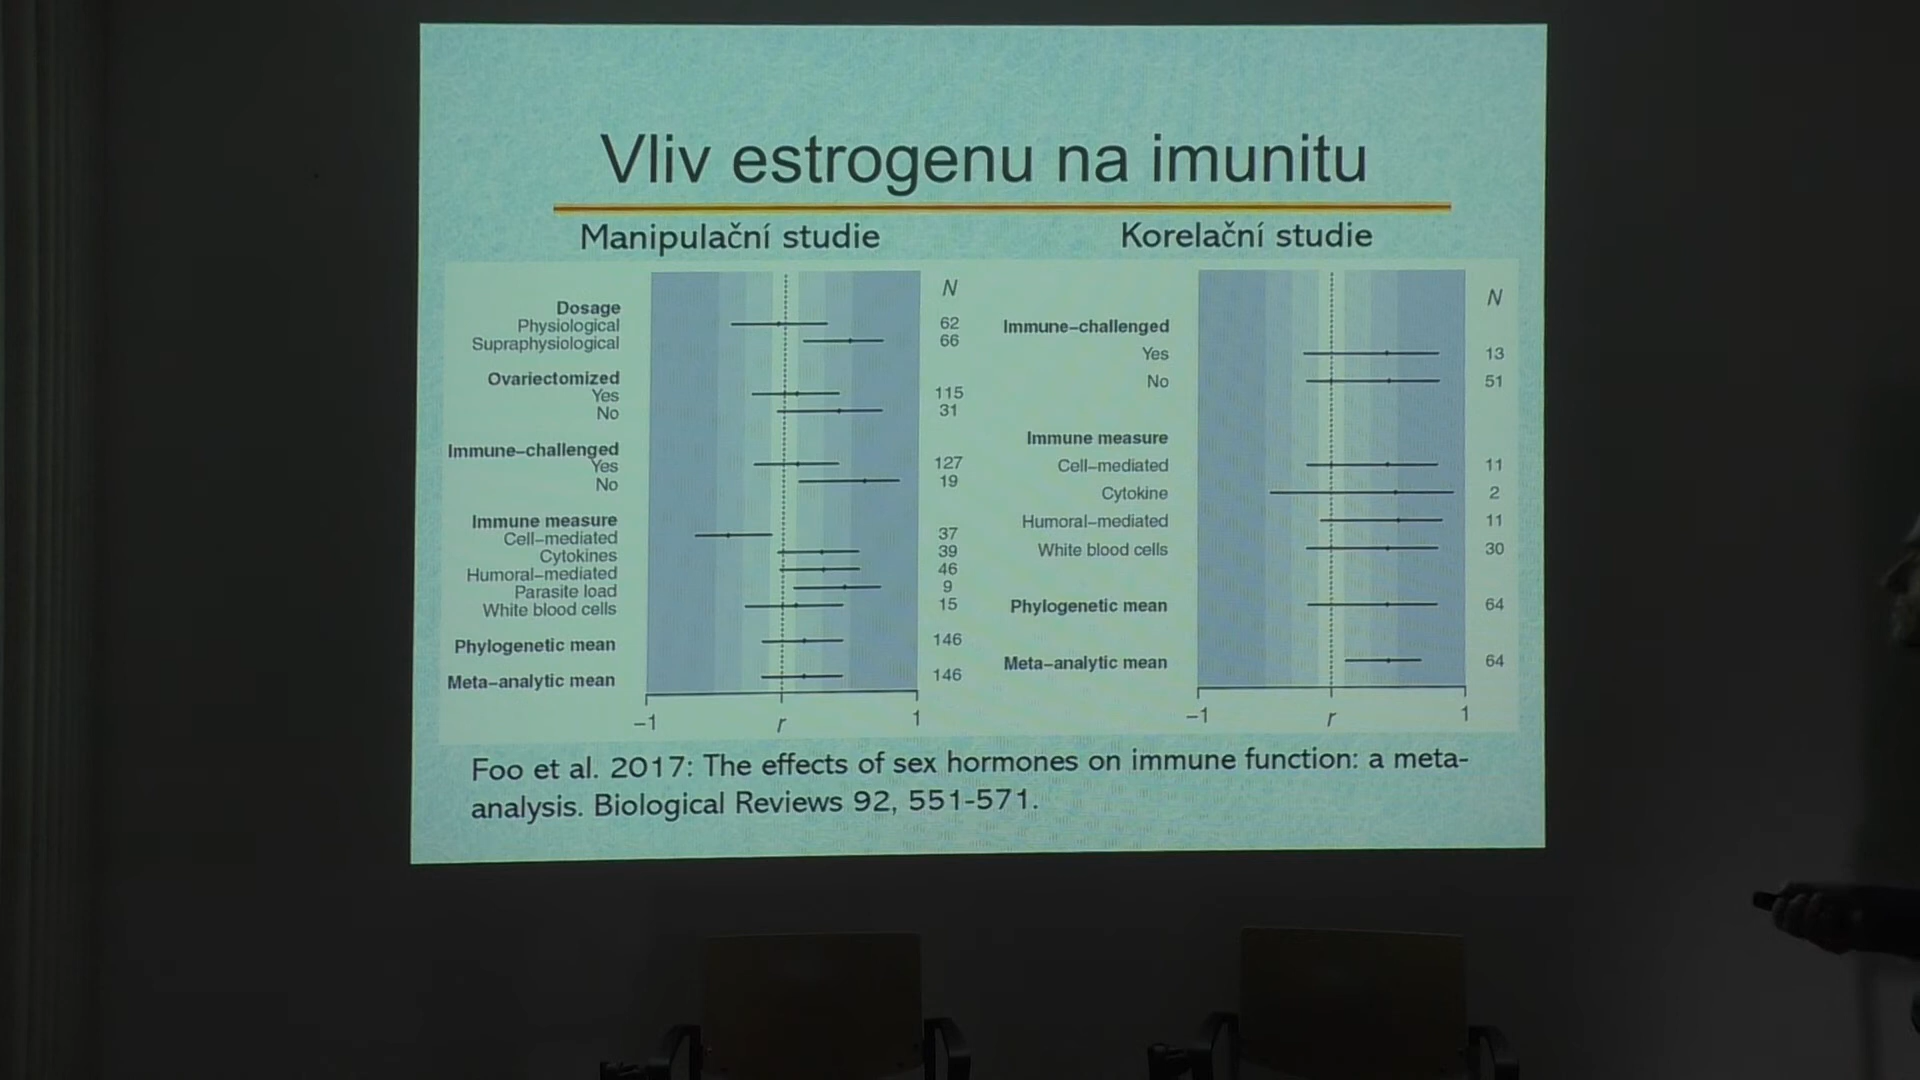 Vliv estrogenu na imunitu
Manipulační studie
N
Dosage
Physiological 62
Supraphysiological 66
Ovariectomized
Yes 115
No 31
Immune–challenged
Yes 127
No 19
Immune measure
Cell–mediated 37
Cytokines 39
Humoral–mediated 46
Parasite load 9
White blood cells 15
Phylogenetic mean 146
Meta–analytic mean 146
–1 r 1
Korelační studie
N
Immune–challenged
Yes 13
No 51
Immune measure
Cell–mediated 11
Cytokine 2
Humoral–mediated 11
White blood cells 30
Phylogenetic mean 64
Meta–analytic mean 64
–1 r 1
Foo et al. 2017: The effects of sex hormones on immune function: a meta-
analysis. Biological Reviews 92, 551-571.